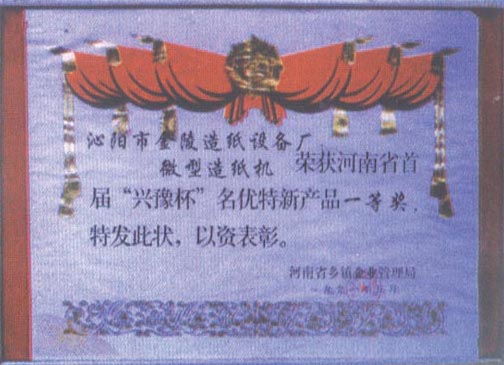 沁阳市金陵造纸设备厂
微型造纸机 荣获河南省首
届“兴豫杯”名优特新产品一等奖.
特发此状，以资表彰。
河南省乡镇企业管理局